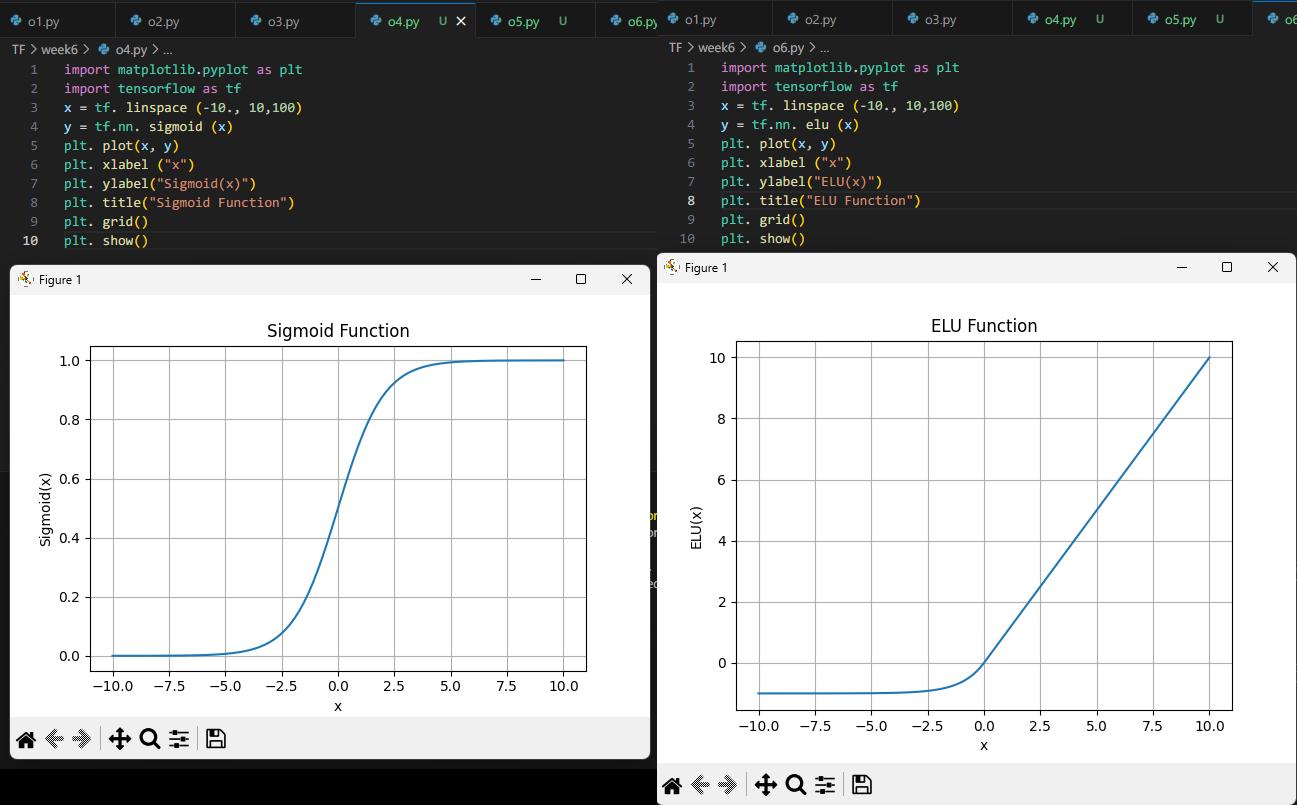 o1.py o2.py o3.py o4.py U o5.py U o6.py
TF > week6 > o4.py > ...
1 import matplotlib.pyplot as plt
2 import tensorflow as tf
3 x = tf. linspace (-10., 10,100)
4 y = tf.nn. sigmoid (x)
5 plt. plot(x, y)
6 plt. xlabel ("x")
7 plt. ylabel("Sigmoid(x)")
8 plt. title("Sigmoid Function")
9 plt. grid()
10 plt. show()
Figure 1
Sigmoid Function
1.0
0.8
0.6
0.4
0.2
0.0
Sigmoid(x)
−10.0 −7.5 −5.0 −2.5 0.0 2.5 5.0 7.5 10.0
x
o1.py o2.py o3.py o4.py U o5.py U
TF > week6 > o6.py > ...
1 import matplotlib.pyplot as plt
2 import tensorflow as tf
3 x = tf. linspace (-10., 10,100)
4 y = tf.nn. elu (x)
5 plt. plot(x, y)
6 plt. xlabel ("x")
7 plt. ylabel("ELU(x)")
8 plt. title("ELU Function")
9 plt. grid()
10 plt. show()
Figure 1
ELU Function
10
8
6
4
2
0
ELU(x)
−10.0 −7.5 −5.0 −2.5 0.0 2.5 5.0 7.5 10.0
x